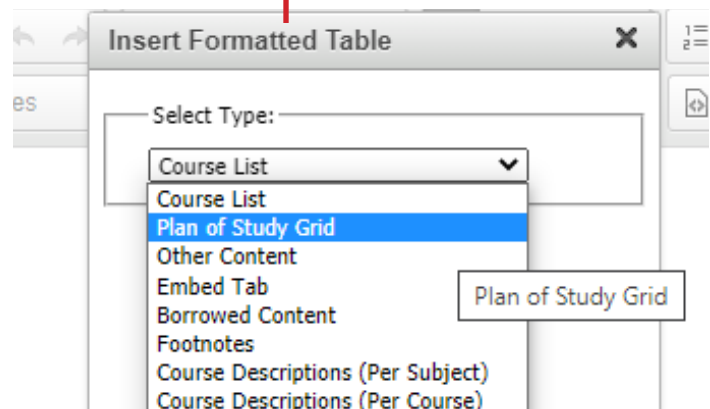 Insert Formatted Table
es
Select Type:
Course List
Course List
Plan of Study Grid
Other Content
Embed Tab
Plan of Study Grid
Borrowed Content
Footnotes
Course Descriptions (Per Subject)
Course Descriptions (Per Course)